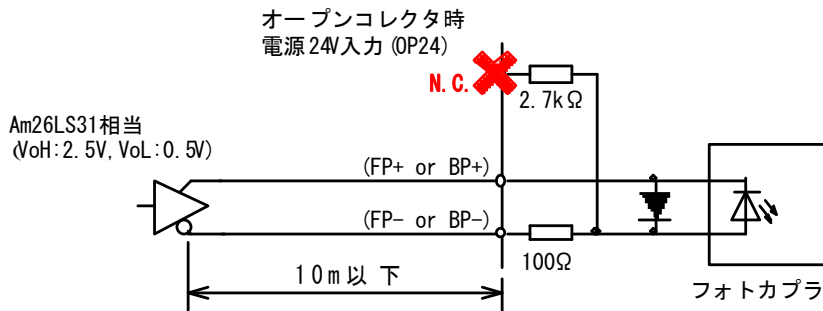 オープンコレクタ時
電源24V入力(OP24)
N.C.
2.7kΩ
Am26LS31相当
(VoH:2.5V,VoL:0.5V)
(FP+ or BP+)
(FP- or BP-)
100Ω
10m以下
フォトカプラ